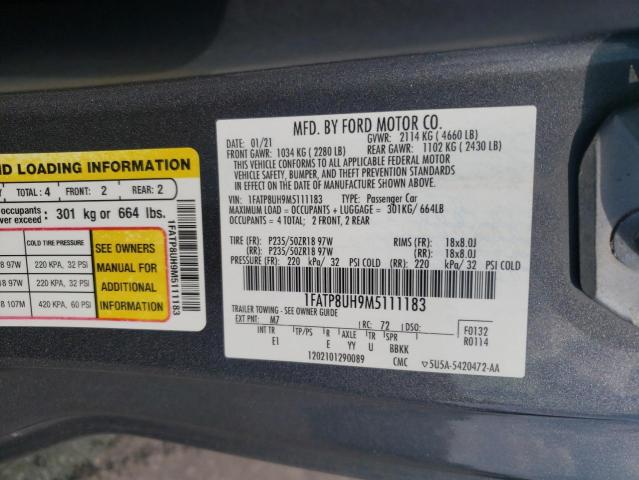 ND LOADING INFORMATION
Y TOTAL: 4 FRONT: 2 REAR: 2
occupants
ver exceed : 301 kg or 664 lbs.
COLD TIRE PRESSURE
8 97W 220 KPA, 32 PSI
8 97W 220 KPA, 32 PSI
8 107M 420 KPA, 60 PSI
SEE OWNERS
MANUAL FOR
ADDITIONAL
INFORMATION
1FATP8UH9M5111183
MFD. BY FORD MOTOR CO.
DATE: 01/21 GVWR: 2114 KG ( 4660 LB)
FRONT GAWR: 1034 KG ( 2280 LB) REAR GAWR: 1102 KG ( 2430 LB)
THIS VEHICLE CONFORMS TO ALL APPLICABLE FEDERAL MOTOR
VEHICLE SAFETY, BUMPER, AND THEFT PREVENTION STANDARDS IN
EFFECT ON THE DATE OF MANUFACTURE SHOWN ABOVE.
VIN: 1FATP8UH9M5111183 TYPE: Passenger Car
MAXIMUM LOAD = OCCUPANTS + LUGGAGE = 301KG/ 664LB
OCCUPANTS = 4 TOTAL; 2 FRONT, 2 REAR
TIRE (FR): P235/50ZR18 97W RIMS (FR): 18x8.0J
(RR): P235/50ZR18 97W (RR): 18x8.0J
PRESSURE (FR): 220 kPa/ 32 PSI COLD (RR): 220 kPa/ 32 PSI COLD
1FATP8UH9M5111183
TRAILER TOWING - SEE OWNER GUIDE
EXT PNT: M7 RC: 72 DSO: F0132
INT TR TP/PS R AXLE TR SPR R0114
E1 E YY U BBKK
1202101290089 CMC 5U5A-5420472-AA